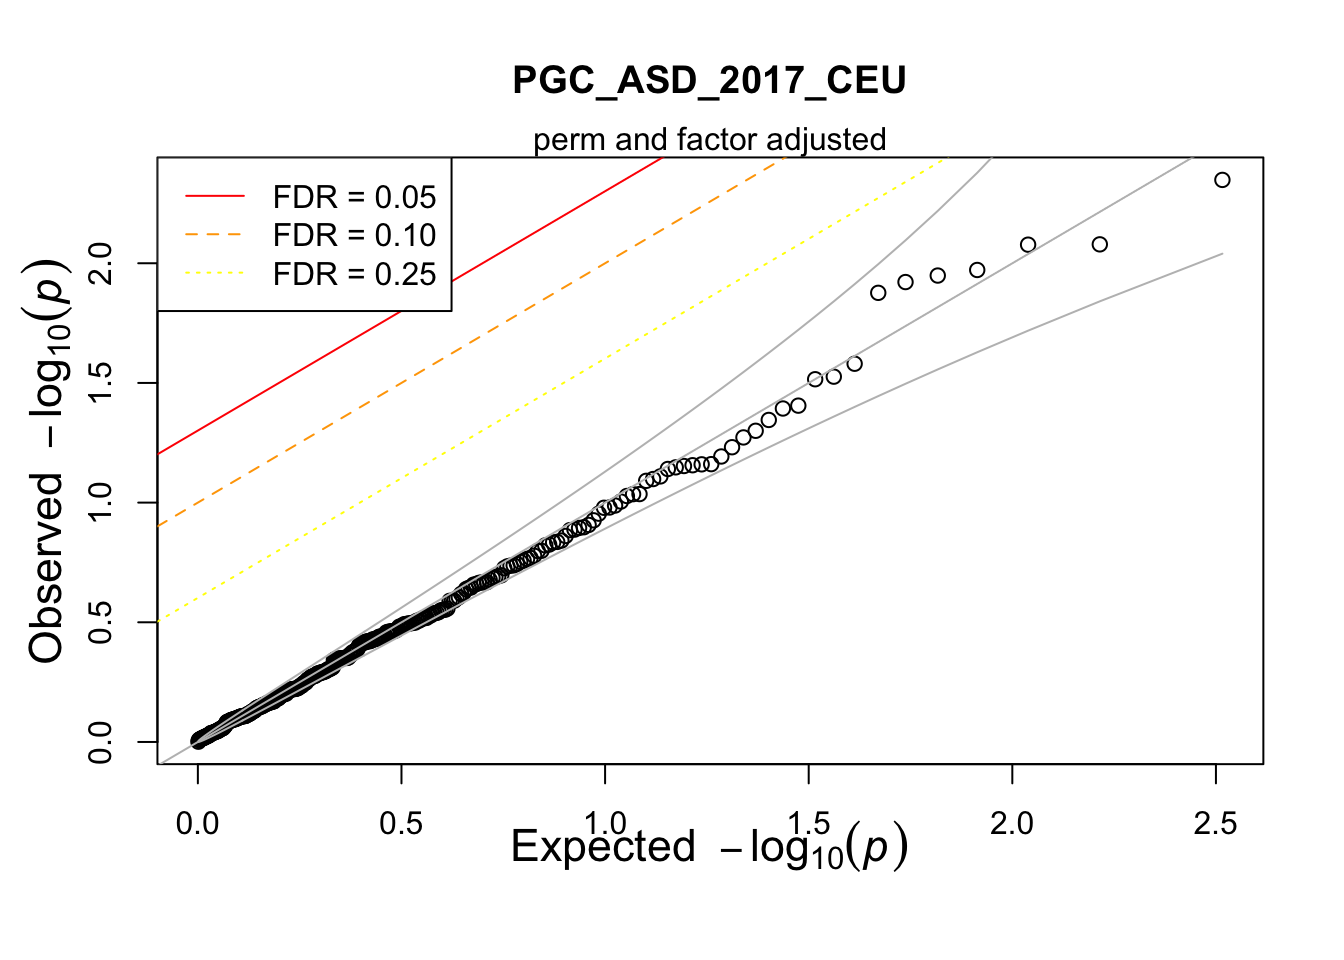 PGC_ASD_2017_CEU
perm and factor adjusted
FDR = 0.05
FDR = 0.10
FDR = 0.25
Observed −log10(p)
2.0
1.5
1.0
0.5
0.0
0.0 0.5 1.0 1.5 2.0 2.5
Expected −log10(p)